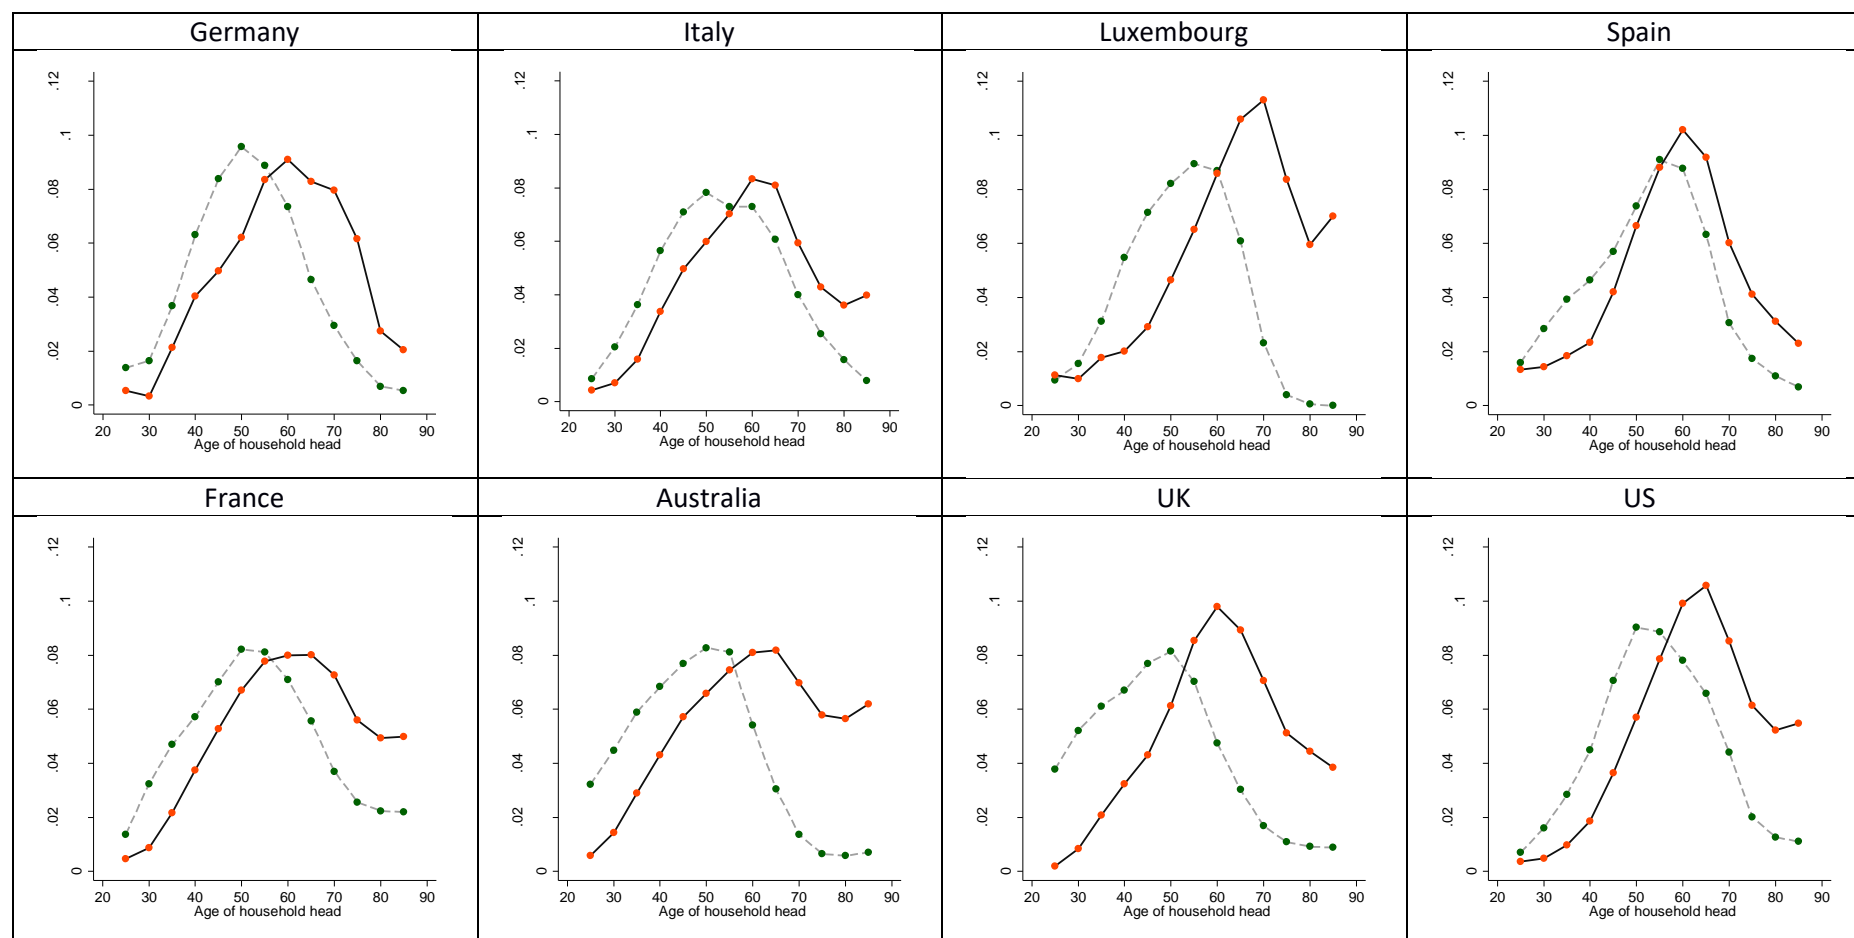 Germany
Italy
Luxembourg
Spain
0 .02 .04 .06 .08 .1 .12
20 30 40 50 60 70 80 90
Age of household head
0 .02 .04 .06 .08 .1 .12
20 30 40 50 60 70 80 90
Age of household head
0 .02 .04 .06 .08 .1 .12
20 30 40 50 60 70 80 90
Age of household head
0 .02 .04 .06 .08 .1 .12
20 30 40 50 60 70 80 90
Age of household head
France
Australia
UK
US
0 .02 .04 .06 .08 .1 .12
20 30 40 50 60 70 80 90
Age of household head
0 .02 .04 .06 .08 .1 .12
20 30 40 50 60 70 80 90
Age of household head
0 .02 .04 .06 .08 .1 .12
20 30 40 50 60 70 80 90
Age of household head
0 .02 .04 .06 .08 .1 .12
20 30 40 50 60 70 80 90
Age of household head